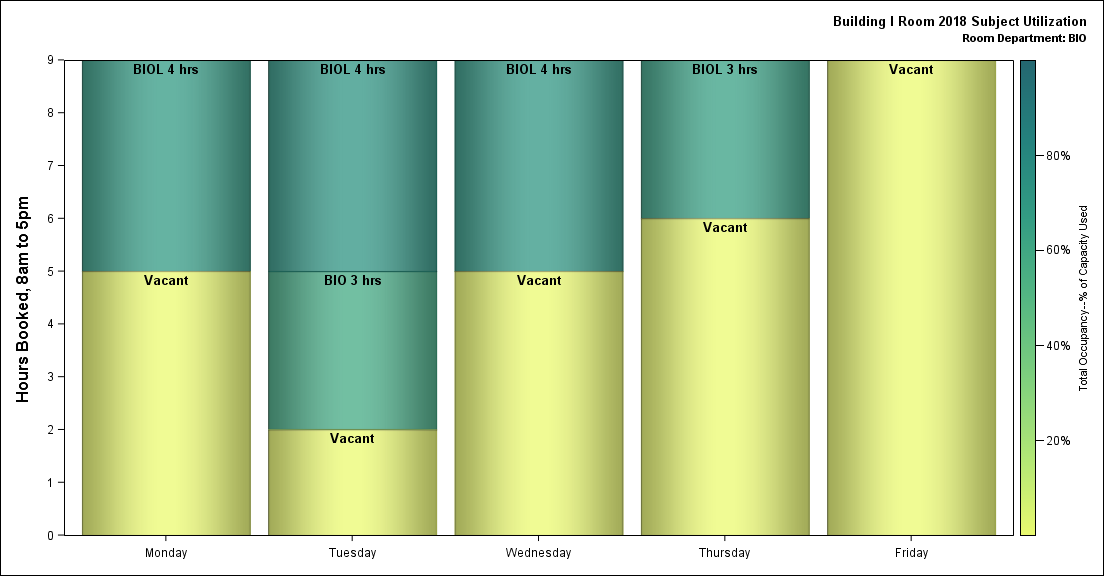 Building I Room 2018 Subject Utilization
Room Department: BIO
Hours Booked, 8am to 5pm
9
8
7
6
5
4
3
2
1
0
BIOL 4 hrs
Vacant
BIOL 4 hrs
BIO 3 hrs
Vacant
BIOL 4 hrs
Vacant
BIOL 3 hrs
Vacant
Vacant
Monday
Tuesday
Wednesday
Thursday
Friday
80%
60%
40%
20%
Total Occupancy--% of Capacity Used